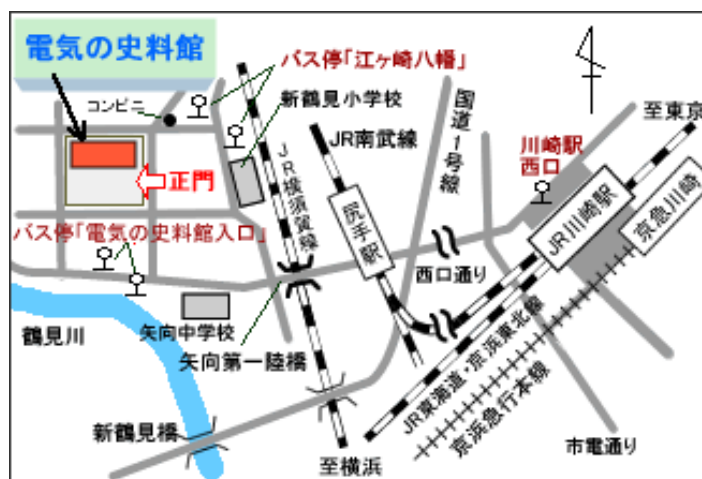 電気の史料館
バス停「江ヶ崎八幡」
コンビニ
新鶴見小学校
国道1号線
至東京
JR南武線
川崎駅
西口
正門
JR横須賀線
尻手駅
JR川崎駅
京急川崎
バス停「電気の史料館入口」
西口通り
鶴見川
矢向中学校
矢向第一陸橋
JR東海道・京浜東北線
京浜急行本線
新鶴見橋
市電通り
至横浜